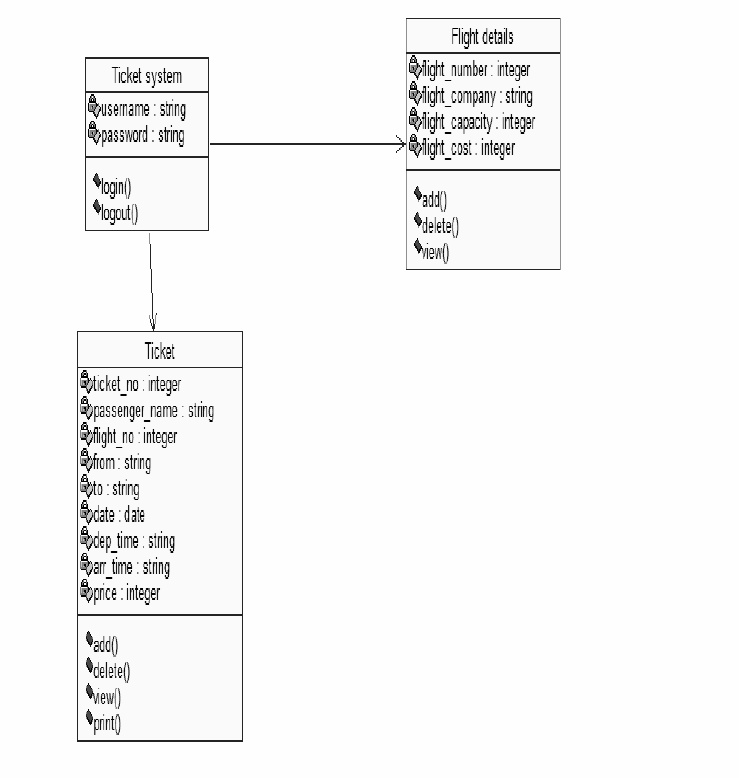 Ticket system
username : string
password : string
login()
logout()
Flight details
flight_number : integer
flight_company : string
flight_capacity : integer
flight_cost : integer
add()
delete()
view()
Ticket
ticket_no : integer
passenger_name : string
flight_no : integer
from : string
to : string
date : date
dep_time : string
arr_time : string
price : integer
add()
delete()
view()
print()